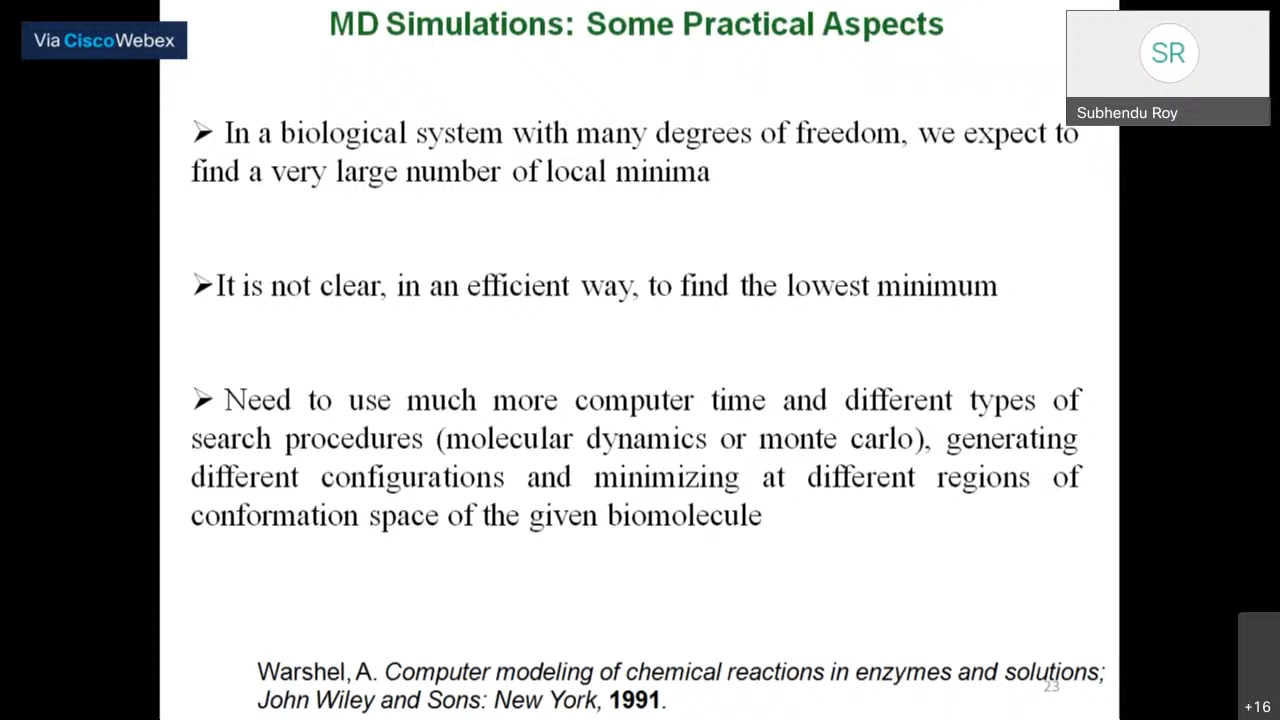 MD Simulations: Some Practical Aspects
Via CiscoWebex
SR
Subhendu Roy
➢ In a biological system with many degrees of freedom, we expect to
find a very large number of local minima
➢It is not clear, in an efficient way, to find the lowest minimum
➢ Need to use much more computer time and different types of
search procedures (molecular dynamics or monte carlo), generating
different configurations and minimizing at different regions of
conformation space of the given biomolecule
Warshel, A. Computer modeling of chemical reactions in enzymes and solutions;
John Wiley and Sons: New York, 1991.
23
+16